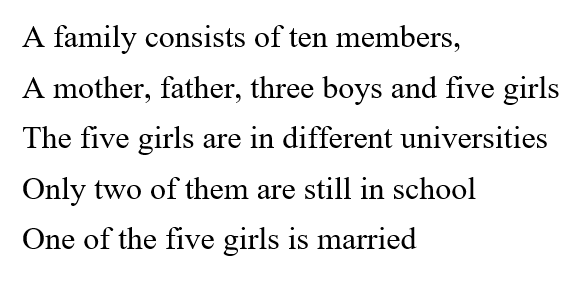 A family consists of ten members,
A mother, father, three boys and five girls
The five girls are in different universities
Only two of them are still in school
One of the five girls is married